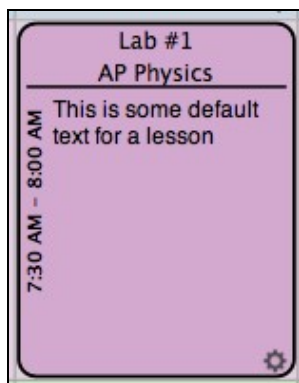 Lab #1
AP Physics
This is some default
text for a lesson
7:30 AM - 8:00 AM